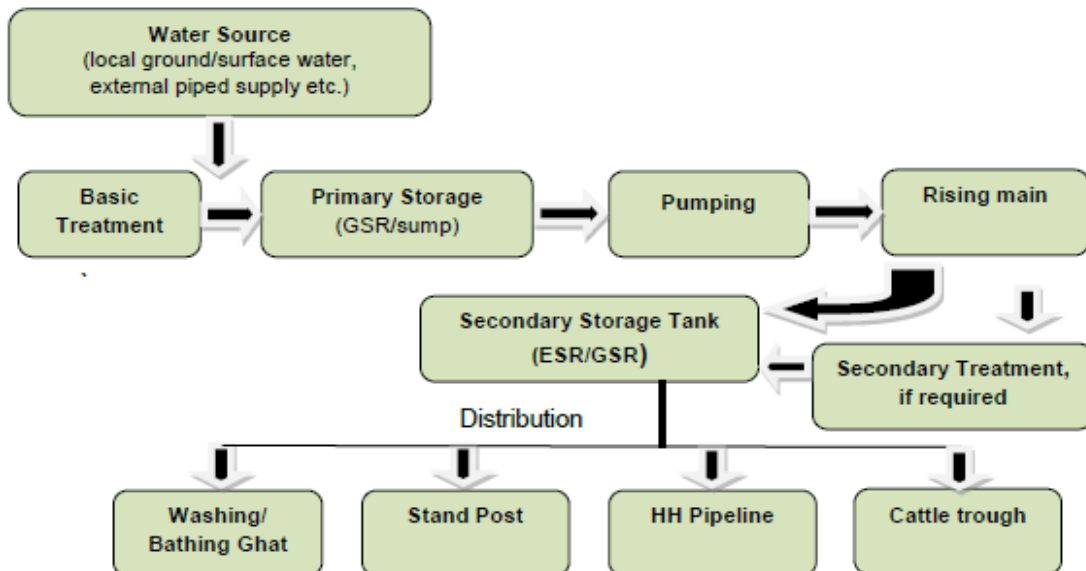 Water Source
(local ground/surface water,
external piped supply etc.)
Basic
Treatment
Primary Storage
(GSR/sump)
Pumping
Rising main
Secondary Storage Tank
(ESR/GSR)
Secondary Treatment,
if required
Distribution
Washing/
Bathing Ghat
Stand Post
HH Pipeline
Cattle trough